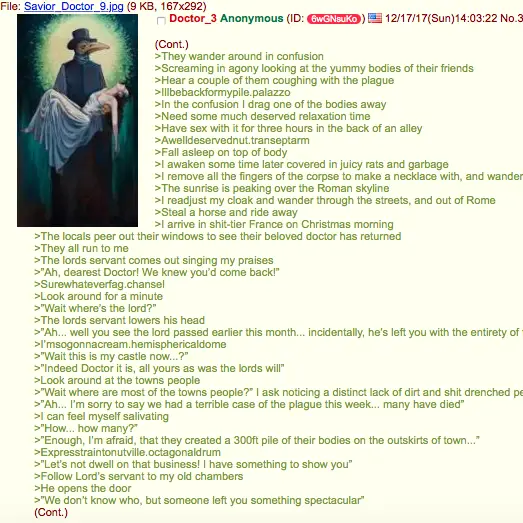 File: Savior_Doctor_9.jpg (9 KB, 167x292)
Doctor_3 Anonymous (ID: 6wGNsuKo) 12/17/17(Sun)14:03:22 No.3
(Cont.)
>They wander around in confusion
>Screaming in agony looking at the yummy bodies of their friends
>Hear a couple of them coughing with the plague
>Illbebackformypile.palazzo
>In the confusion I drag one of the bodies away
>Need some much deserved relaxation time
>Have sex with it for three hours in the back of an alley
>Awelldeservednut.transeptarm
>Fall asleep on top of body
>I awaken some time later covered in juicy rats and garbage
>I remove all the fingers of the corpse to make a necklace with, and wander
>The sunrise is peaking over the Roman skyline
>I readjust my cloak and wander through the streets, and out of Rome
>Steal a horse and ride away
>I arrive in shit-tier France on Christmas morning
>The locals peer out their windows to see their beloved doctor has returned
>They all run to me
>The lords servant comes out singing my praises
>"Ah, dearest Doctor! We knew you'd come back!"
>Surewhateverfag.chansel
>Look around for a minute
>"Wait where's the lord?"
>The lords servant lowers his head
>"Ah... well you see the lord passed earlier this month... incidentally, he's left you with the entirety of
>I'msogonnacream.hemisphericaldome
>"Wait this is my castle now...?"
>"Indeed Doctor it is, all yours as was the lords will"
>Look around at the towns people
>"Wait where are most of the towns people?" I ask noticing a distinct lack of dirt and shit drenched pe
>"Ah... I'm sorry to say we had a terrible case of the plague this week... many have died"
>I can feel myself salivating
>"How... how many?"
>"Enough, I'm afraid, that they created a 300ft pile of their bodies on the outskirts of town..."
>Expresstraintonutville.octagonaldrum
>"Let's not dwell on that business! I have something to show you"
>Follow Lord's servant to my old chambers
>He opens the door
>"We don't know who, but someone left you something spectacular"
(Cont.)